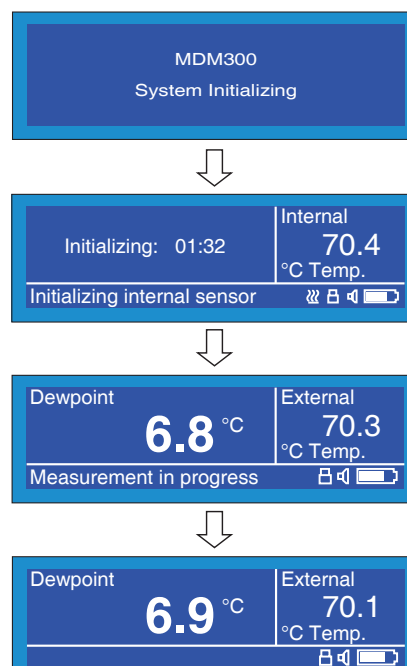 MDM300
System Initializing
Internal
Initializing: 01:32
70.4
°C Temp.
Initializing internal sensor
Dewpoint
External
6.8 °C
70.3
°C Temp.
Measurement in progress
Dewpoint
External
6.9 °C
70.1
°C Temp.